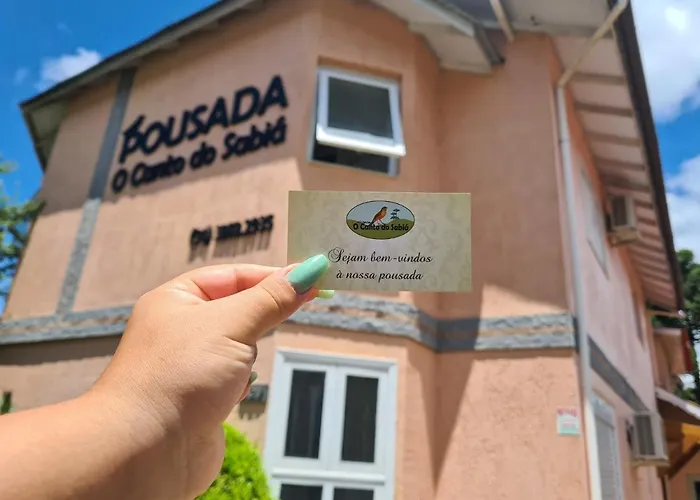 POUSADA
O Canto do Sabiá
O Canto do Sabiá
Sejam bem-vindos
à nossa pousada